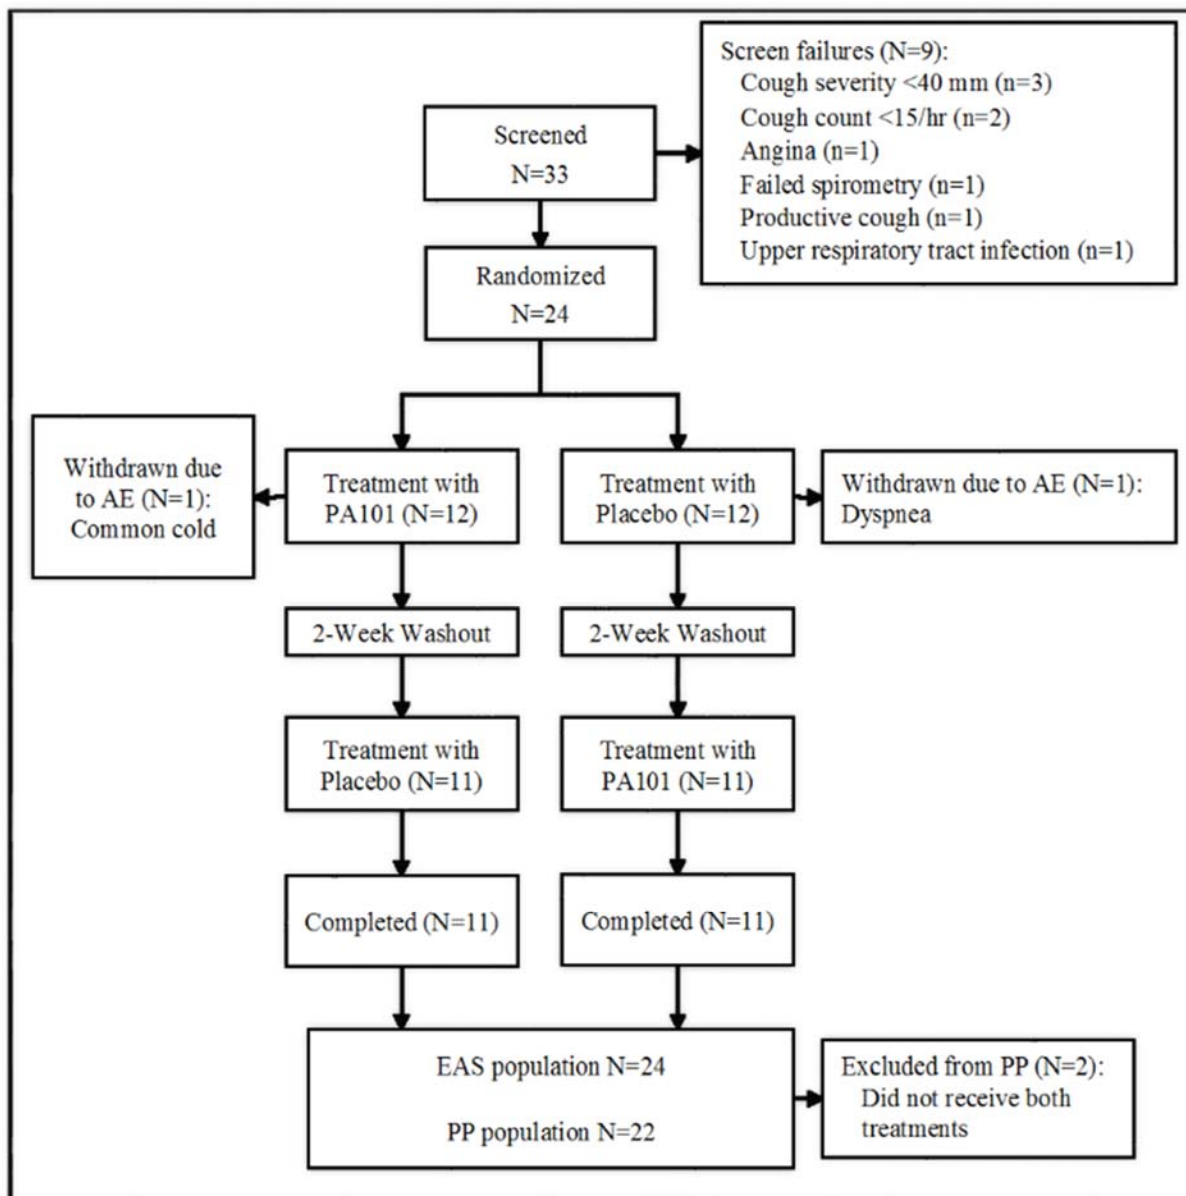 Screened
N=33
Screen failures (N=9):
Cough severity <40 mm (n=3)
Cough count <15/hr (n=2)
Angina (n=1)
Failed spirometry (n=1)
Productive cough (n=1)
Upper respiratory tract infection (n=1)
Randomized
N=24
Withdrawn due
to AE (N=1):
Common cold
Treatment with
PA101 (N=12)
Treatment with
Placebo (N=12)
Withdrawn due to AE (N=1):
Dyspnea
2-Week Washout
2-Week Washout
Treatment with
Placebo (N=11)
Treatment with
PA101 (N=11)
Completed (N=11)
Completed (N=11)
EAS population N=24
PP population N=22
Excluded from PP (N=2):
Did not receive both
treatments